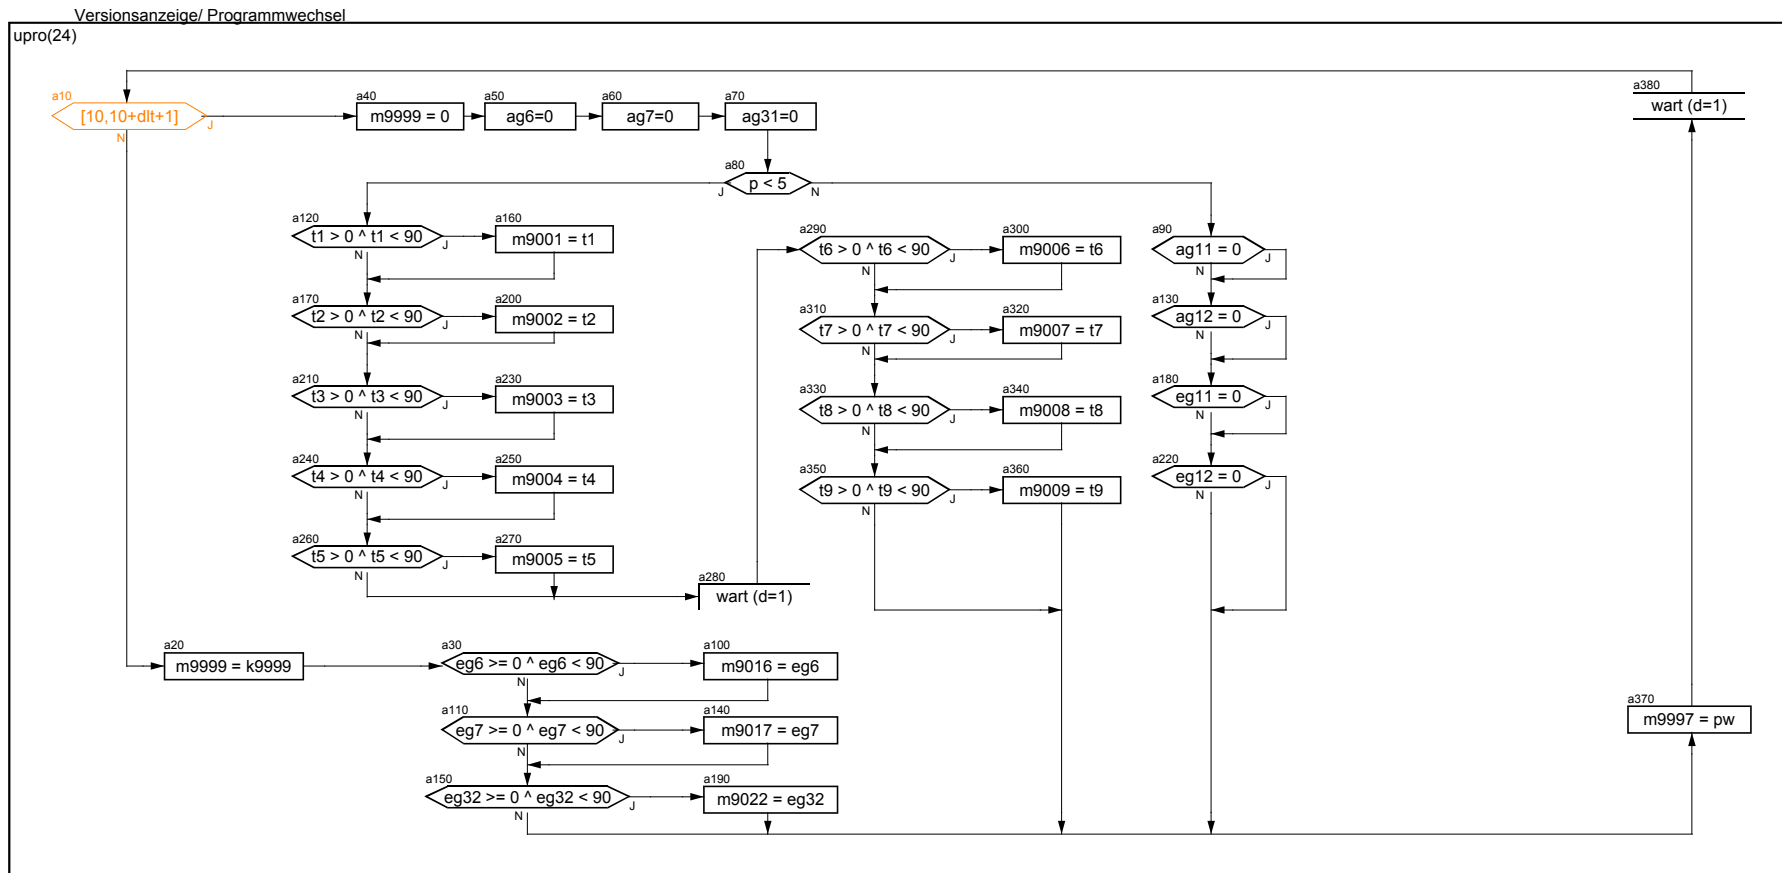 Versionsanzeige/ Programmwechsel
upro(24)
a10
[10,10+dlt+1]
J
N
a40
m9999 = 0
a50
ag6=0
a60
ag7=0
a70
ag31=0
a380
wart (d=1)
a80
p < 5
J
N
a120
t1 > 0 ^ t1 < 90
J
N
a160
m9001 = t1
a170
t2 > 0 ^ t2 < 90
J
N
a200
m9002 = t2
a210
t3 > 0 ^ t3 < 90
J
N
a230
m9003 = t3
a240
t4 > 0 ^ t4 < 90
J
N
a250
m9004 = t4
a260
t5 > 0 ^ t5 < 90
J
N
a270
m9005 = t5
a280
wart (d=1)
a290
t6 > 0 ^ t6 < 90
J
N
a300
m9006 = t6
a310
t7 > 0 ^ t7 < 90
J
N
a320
m9007 = t7
a330
t8 > 0 ^ t8 < 90
J
N
a340
m9008 = t8
a350
t9 > 0 ^ t9 < 90
J
N
a360
m9009 = t9
a90
ag11 = 0
J
N
a130
ag12 = 0
J
N
a180
eg11 = 0
J
N
a220
eg12 = 0
J
N
a20
m9999 = k9999
a30
eg6 >= 0 ^ eg6 < 90
J
N
a100
m9016 = eg6
a110
eg7 >= 0 ^ eg7 < 90
J
N
a140
m9017 = eg7
a150
eg32 >= 0 ^ eg32 < 90
J
N
a190
m9022 = eg32
a370
m9997 = pw